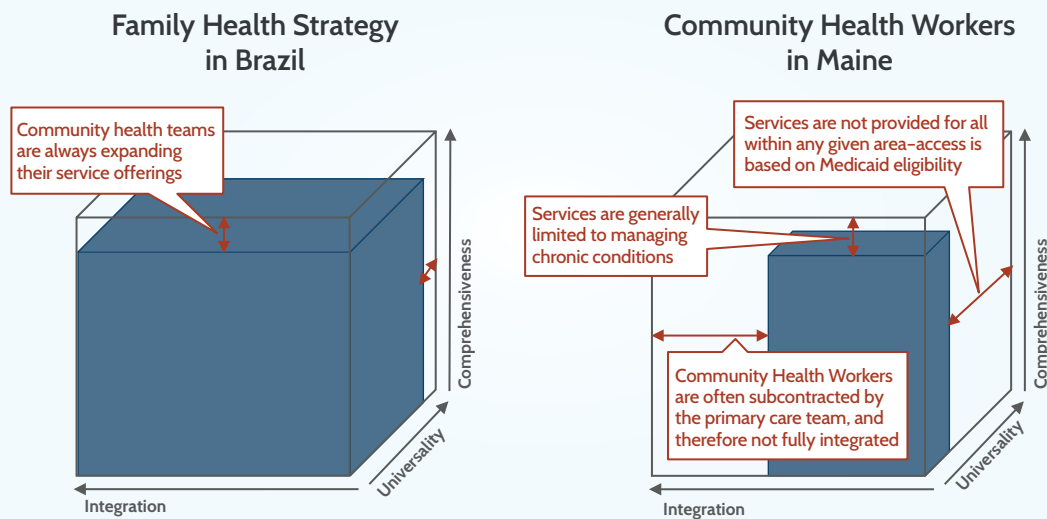 Family Health Strategy
in Brazil
Community health teams
are always expanding
their service offerings
Comprehensiveness
Universality
Integration
Community Health Workers
in Maine
Services are not provided for all
within any given area–access is
based on Medicaid eligibility
Services are generally
limited to managing
chronic conditions
Community Health Workers
are often subcontracted by
the primary care team, and
therefore not fully integrated
Comprehensiveness
Universality
Integration